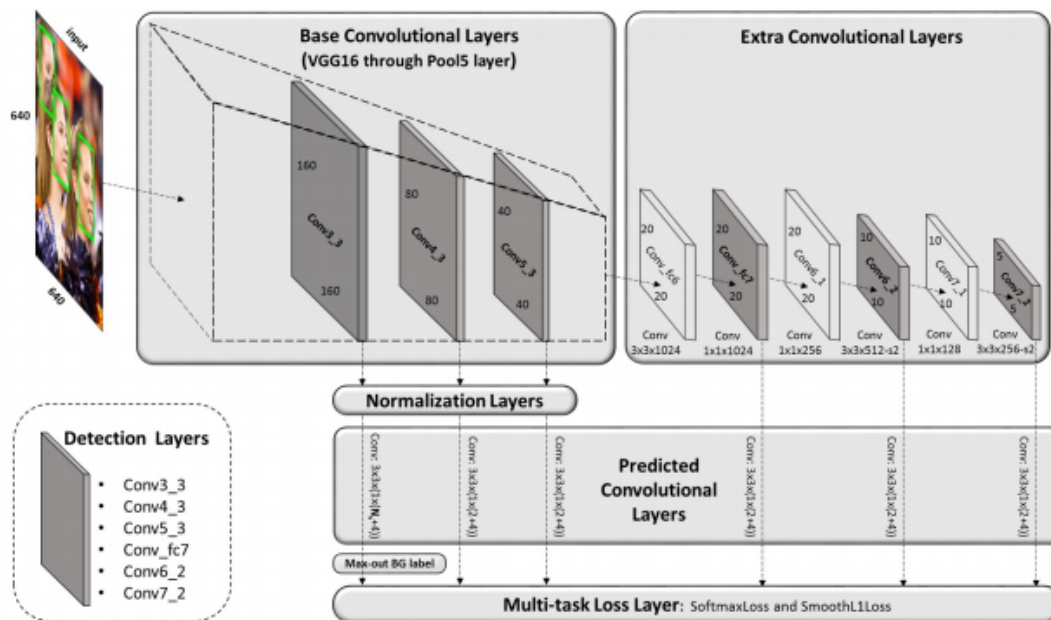 input
640
640
Base Convolutional Layers
(VGG16 through Pool5 layer)
160
Conv3_3
160
80
Conv4_3
80
40
Conv5_3
40
Extra Convolutional Layers
20
Conv_fc6
20
20
Conv_fc7
20
20
Conv6_1
20
10
Conv6_2
10
10
Conv7_1
10
5
Conv7_2
5
Conv
3x3x1024
Conv
1x1x1024
Conv
1x1x256
Conv
3x3x512-s2
Conv
1x1x128
Conv
3x3x256-s2
Normalization Layers
Conv: 3x3x(1x(Nₛ+4))
Conv: 3x3x(1x(2+4))
Conv: 3x3x(1x(2+4))
Predicted
Convolutional
Layers
Conv: 3x3x(1x(2+4))
Conv: 3x3x(1x(2+4))
Conv: 3x3x(1x(2+4))
Max-out BG label
Multi-task Loss Layer: SoftmaxLoss and SmoothL1Loss
Detection Layers
• Conv3_3
• Conv4_3
• Conv5_3
• Conv_fc7
• Conv6_2
• Conv7_2